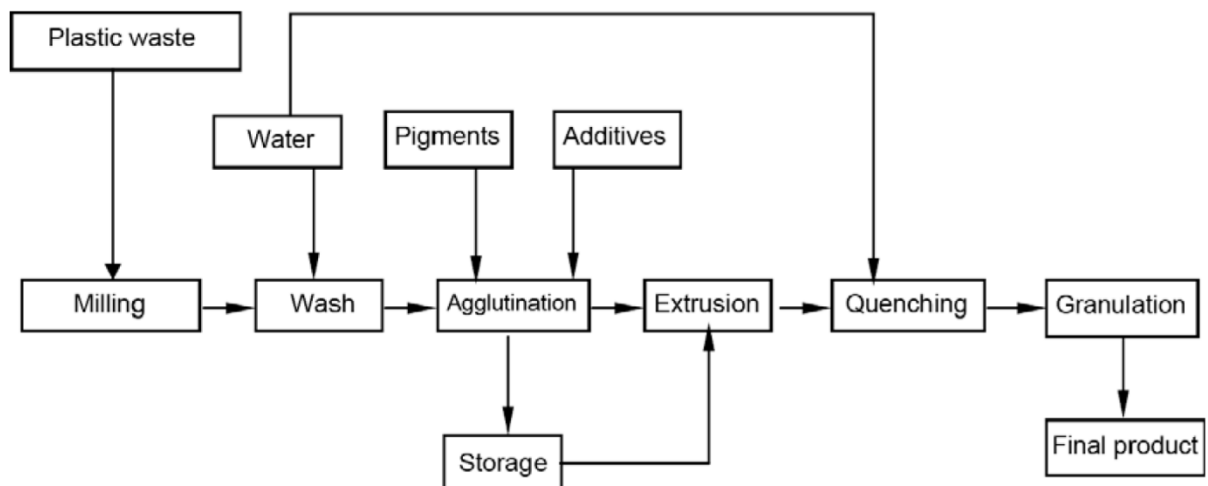 Plastic waste
Water
Pigments
Additives
Milling
Wash
Agglutination
Extrusion
Quenching
Granulation
Storage
Final product